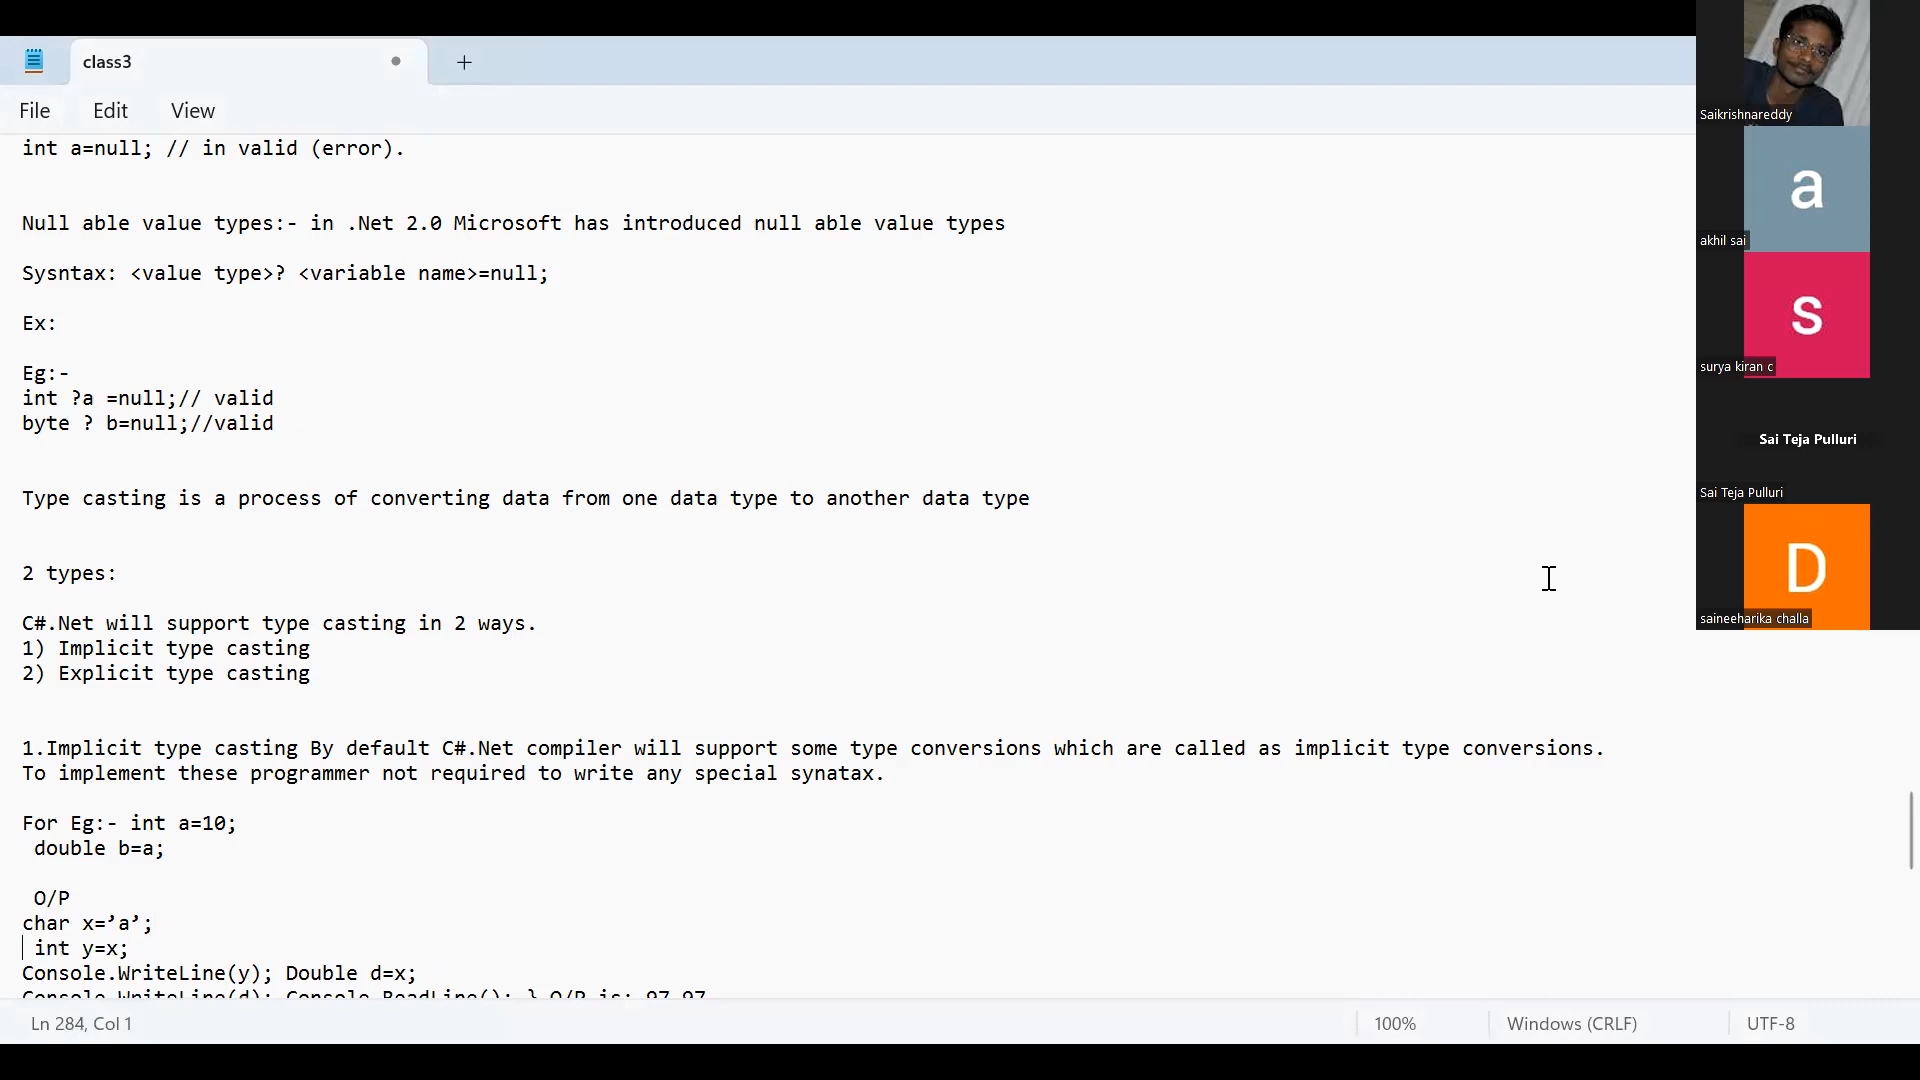 class3
File Edit View
int a=null; // in valid (error).
Null able value types:- in .Net 2.0 Microsoft has introduced null able value types
Sysntax: <value type>? <variable name>=null;
Ex:
Eg:-
int ?a =null;// valid
byte ? b=null;//valid
Type casting is a process of converting data from one data type to another data type
2 types:
C#.Net will support type casting in 2 ways.
1) Implicit type casting
2) Explicit type casting
1.Implicit type casting By default C#.Net compiler will support some type conversions which are called as implicit type conversions.
To implement these programmer not required to write any special synatax.
For Eg:- int a=10;
double b=a;
O/P
char x=’a’;
int y=x;
Console.WriteLine(y); Double d=x;
Console.WriteLine(d); Console.ReadLine(); } O/P is: 97 97
Ln 284, Col 1
100%
Windows (CRLF)
UTF-8
Saikrishnareddy
a
akhil sai
s
surya kiran c
Sai Teja Pulluri
Sai Teja Pulluri
D
saineeharika challa